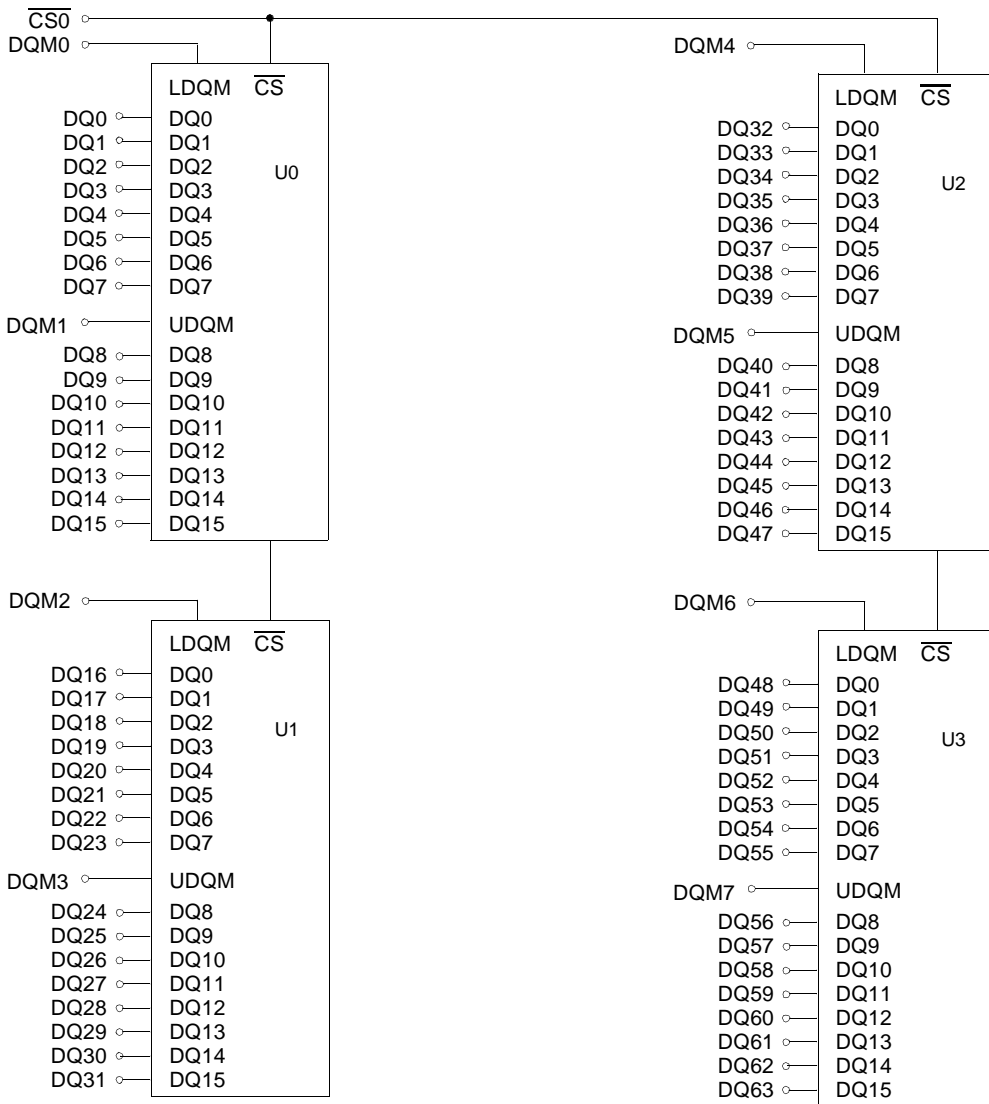 CS0
DQM0
LDQM CS
DQ0 DQ0
DQ1 DQ1
DQ2 DQ2
U0
DQ3 DQ3
DQ4 DQ4
DQ5 DQ5
DQ6 DQ6
DQ7 DQ7
DQM1 UDQM
DQ8 DQ8
DQ9 DQ9
DQ10 DQ10
DQ11 DQ11
DQ12 DQ12
DQ13 DQ13
DQ14 DQ14
DQ15 DQ15
DQM2
LDQM CS
DQ16 DQ0
DQ17 DQ1
DQ18 DQ2
U1
DQ19 DQ3
DQ20 DQ4
DQ21 DQ5
DQ22 DQ6
DQ23 DQ7
DQM3 UDQM
DQ24 DQ8
DQ25 DQ9
DQ26 DQ10
DQ27 DQ11
DQ28 DQ12
DQ29 DQ13
DQ30 DQ14
DQ31 DQ15
DQM4
LDQM CS
DQ32 DQ0
DQ33 DQ1
DQ34 DQ2
U2
DQ35 DQ3
DQ36 DQ4
DQ37 DQ5
DQ38 DQ6
DQ39 DQ7
DQM5 UDQM
DQ40 DQ8
DQ41 DQ9
DQ42 DQ10
DQ43 DQ11
DQ44 DQ12
DQ45 DQ13
DQ46 DQ14
DQ47 DQ15
DQM6
LDQM CS
DQ48 DQ0
DQ49 DQ1
DQ50 DQ2
U3
DQ51 DQ3
DQ52 DQ4
DQ53 DQ5
DQ54 DQ6
DQ55 DQ7
DQM7 UDQM
DQ56 DQ8
DQ57 DQ9
DQ58 DQ10
DQ59 DQ11
DQ60 DQ12
DQ61 DQ13
DQ62 DQ14
DQ63 DQ15